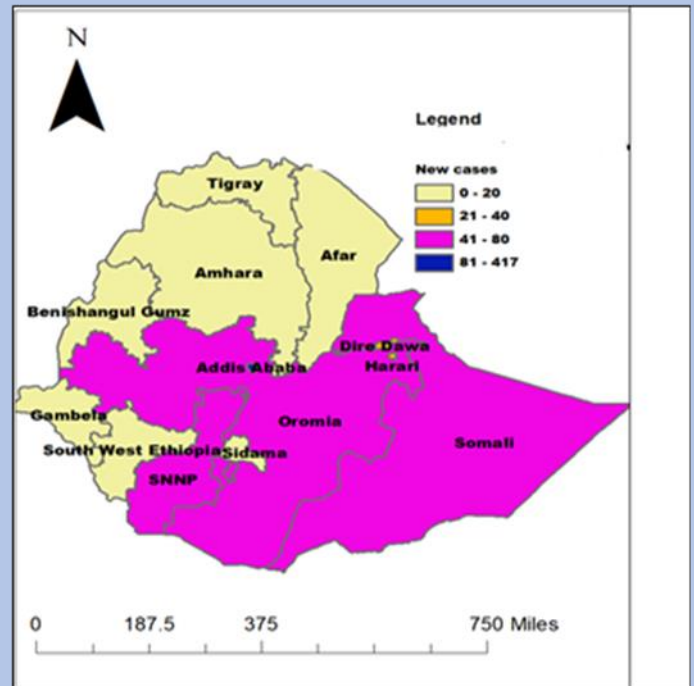 N
Legend
New cases
0 - 20
21 - 40
41 - 80
81 - 417
Tigray
Afar
Amhara
Benishangul Gumz
Dire Dawa
Addis Ababa
Harari
Gambela
Oromia
Somali
South West Ethiopia
Sidama
SNNP
0 187.5 375 750 Miles